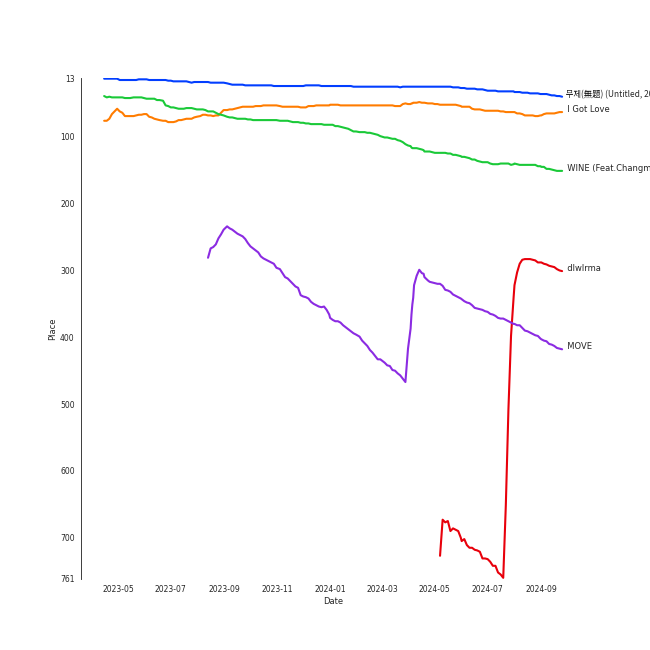 13
100
200
300
400
500
600
700
761
Place
2023-05
2023-07
2023-09
2023-11
2024-01
2024-03
2024-05
2024-07
2024-09
Date
무제(無題) (Untitled, 20
I Got Love
WINE (Feat.Changm
dlwlrma
MOVE